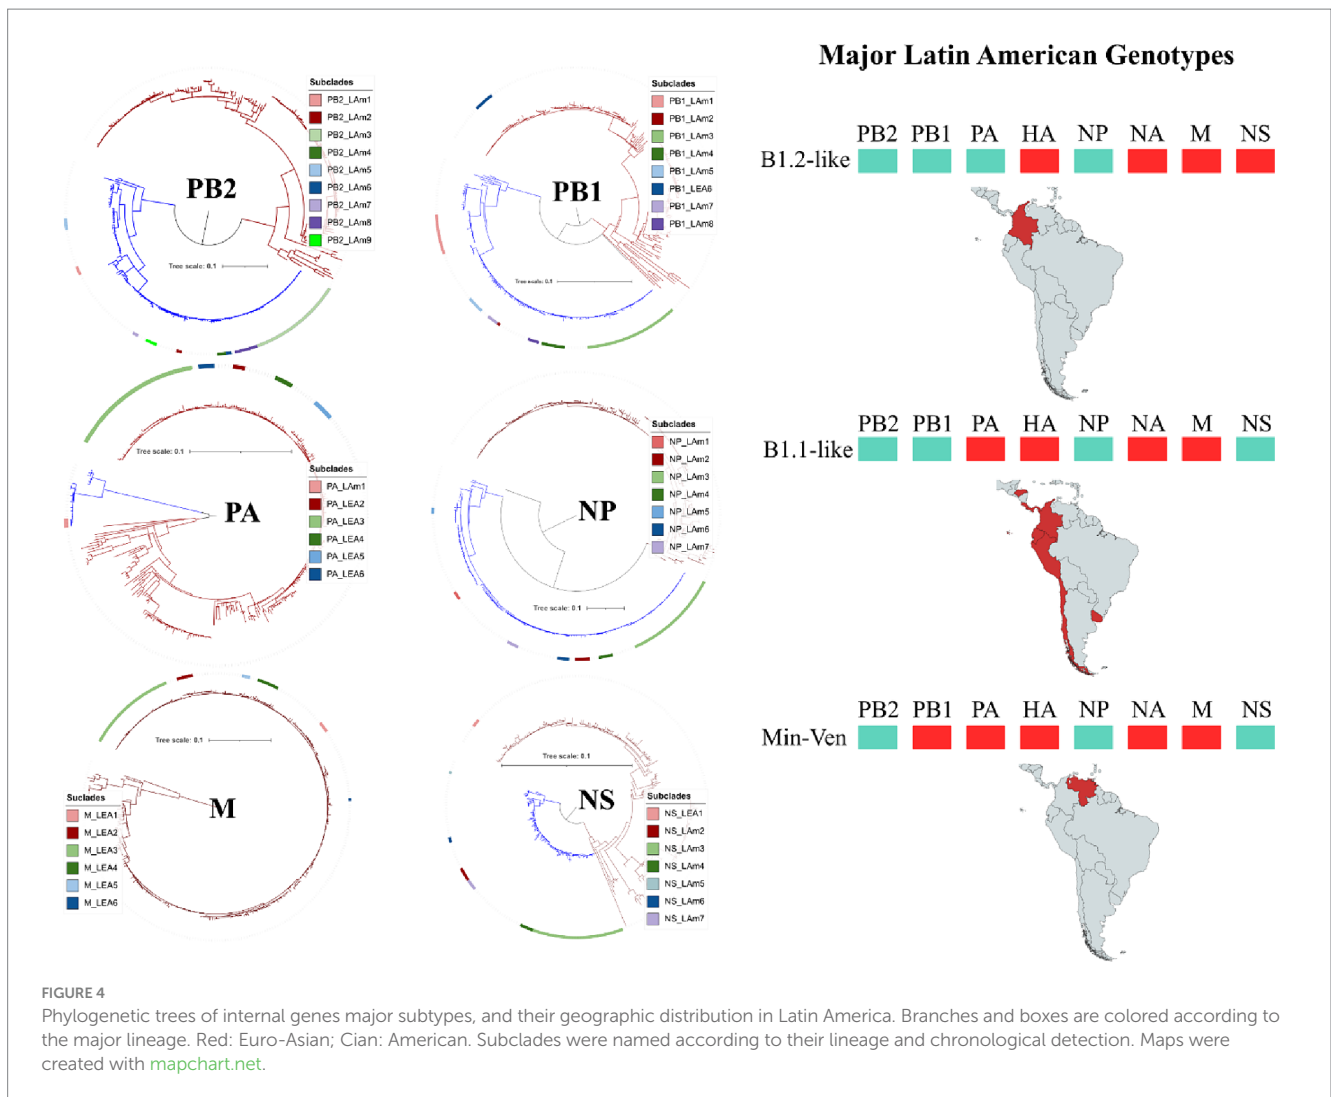 Major Latin American Genotypes
Subclades
PB2_LAm1
PB2_LAm2
PB2_LAm3
PB2_LAm4
PB2_LAm5
PB2_LAm6
PB2_LAm7
PB2_LAm8
PB2_LAm9
PB2
Tree scale: 0.1
Subclades
PB1_LAm1
PB1_LAm2
PB1_LAm3
PB1_LAm4
PB1_LAm5
PB1_LEA6
PB1_LAm7
PB1_LAm8
PB1
Tree scale: 0.1
PB2 PB1 PA HA NP NA M NS
B1.2-like
Tree scale: 0.1
Subclades
PA_LAm1
PA_LEA2
PA_LEA3
PA_LEA4
PA_LEA5
PA_LEA6
PA
Subclades
NP_LAm1
NP_LAm2
NP_LAm3
NP_LAm4
NP_LAm5
NP_LAm6
NP_LAm7
NP
Tree scale: 0.1
PB2 PB1 PA HA NP NA M NS
B1.1-like
Tree scale: 0.1
M
Suclades
M_LEA1
M_LEA2
M_LEA3
M_LEA4
M_LEA5
M_LEA6
Tree scale: 0.1
NS
Subclades
NS_LEA1
NS_LAm2
NS_LAm3
NS_LAm4
NS_LAm5
NS_LAm6
NS_LAm7
PB2 PB1 PA HA NP NA M NS
Min-Ven
FIGURE 4
Phylogenetic trees of internal genes major subtypes, and their geographic distribution in Latin America. Branches and boxes are colored according to
the major lineage. Red: Euro-Asian; Cian: American. Subclades were named according to their lineage and chronological detection. Maps were
created with mapchart.net.